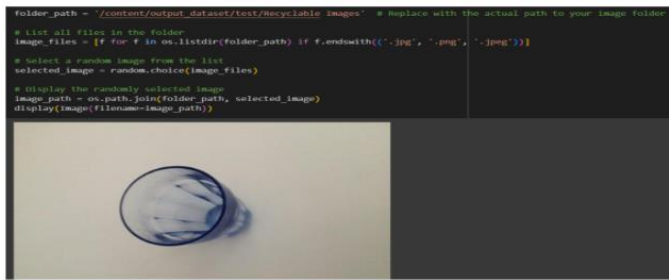 folder_path = '/content/output_dataset/test/Recyclable Images' # Replace with the actual path to your image folder
# List all files in the folder
image_files = [f for f in os.listdir(folder_path) if f.endswith(('.jpg', '.png', '.jpeg'))]
# Select a random image from the list
selected_image = random.choice(image_files)
# Display the randomly selected image
image_path = os.path.join(folder_path, selected_image)
display(Image(filename=image_path))